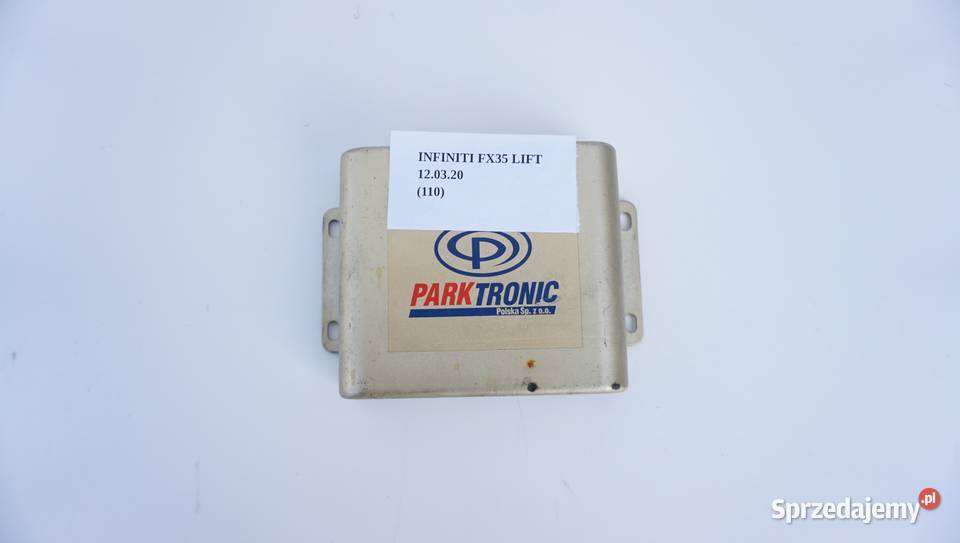 INFINITI FX35 LIFT
12.03.20
(110)
PARKTRONIC
Polska Sp. z o.o.
Sprzedajemy.pl